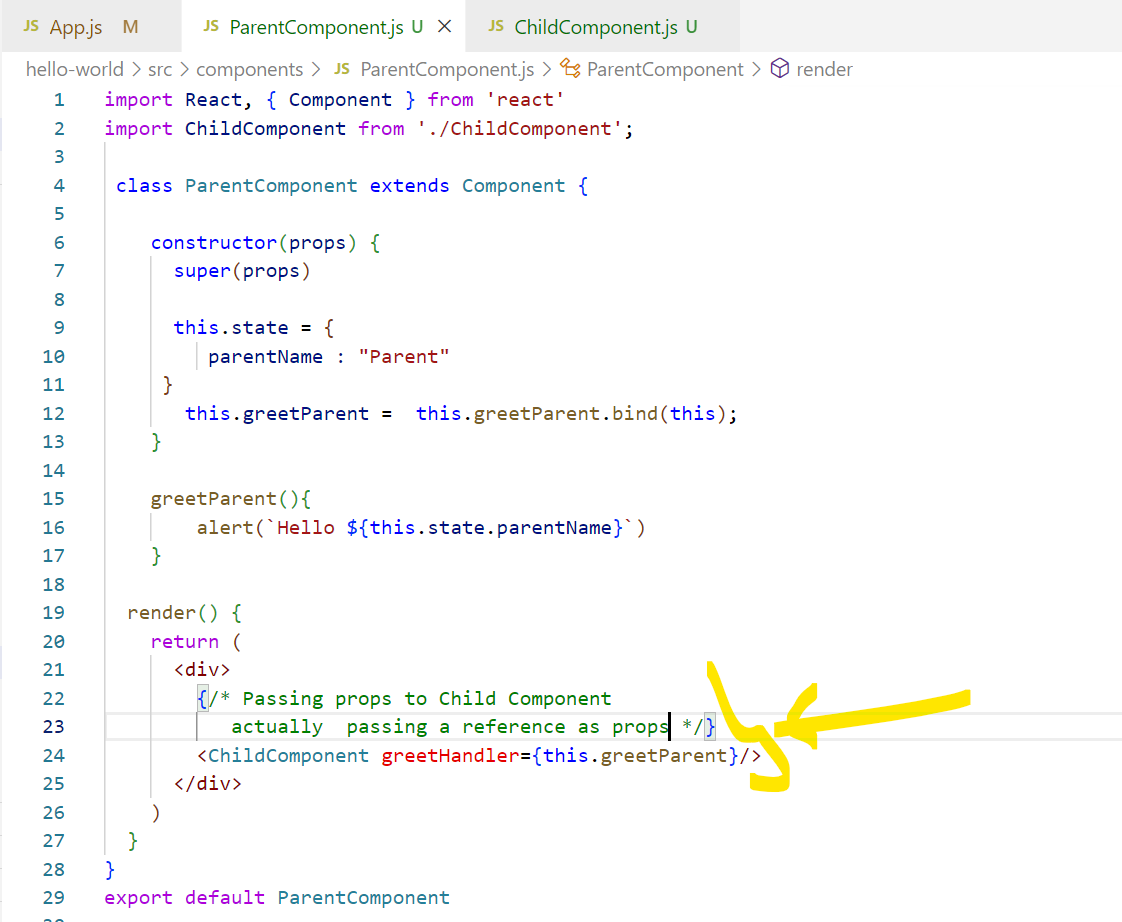 JS App.js M JS ParentComponent.js U × JS ChildComponent.js U
hello-world > src > components > JS ParentComponent.js > ParentComponent > render
1 import React, { Component } from 'react'
2 import ChildComponent from './ChildComponent';
3
4 class ParentComponent extends Component {
5
6 constructor(props) {
7 super(props)
8
9 this.state = {
10 parentName : "Parent"
11 }
12 this.greetParent =  this.greetParent.bind(this);
13 }
14
15 greetParent(){
16 alert(`Hello ${this.state.parentName}`)
17 }
18
19 render() {
20 return (
21 <div>
22 {/* Passing props to Child Component
23 actually  passing a reference as props */}
24 <ChildComponent greetHandler={this.greetParent}/>
25 </div>
26 )
27 }
28 }
29 export default ParentComponent